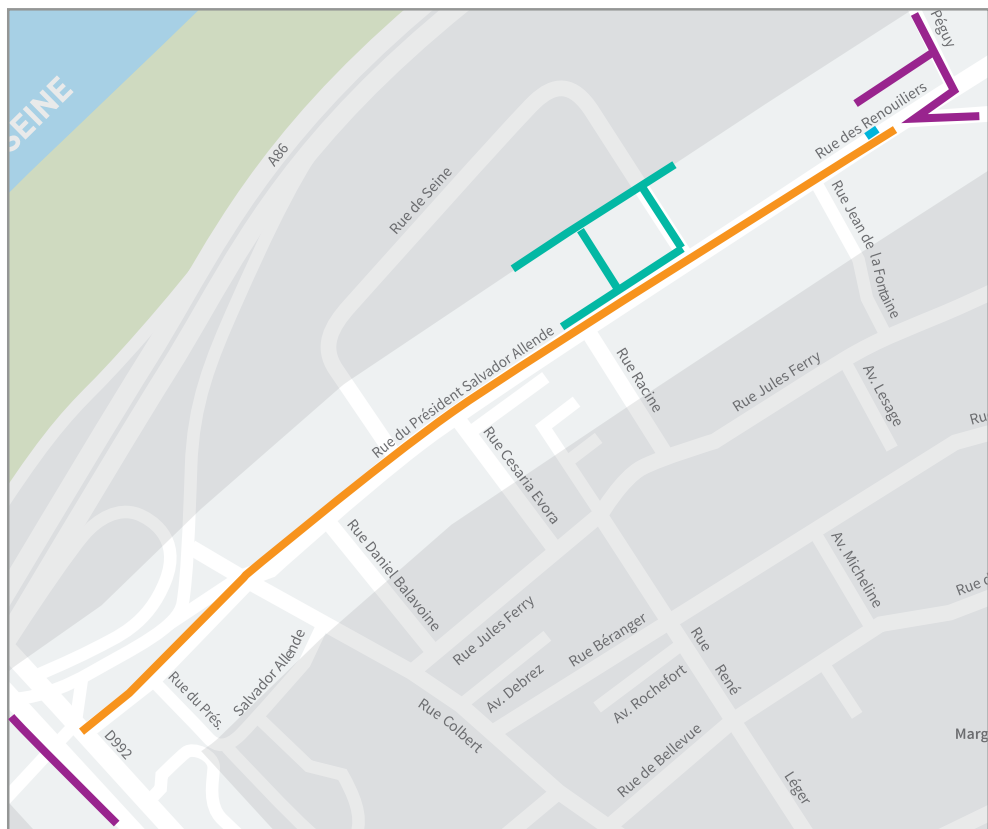 Péguy
SEINE
Rue des Renouiliers
A86
Rue de Seine
Rue Jean de la Fontaine
Rue du Président Salvador Allende
Rue Racine
Rue Jules Ferry
Av. Lesage
Ru
Rue Cesaria Evora
Rue Daniel Balavoine
Av. Micheline
Rue d
Rue Jules Ferry
Rue Béranger
Rue René Léger
Av. Debrez
Av. Rochefort
Salvador Allende
Rue du Prés.
Rue Colbert
D992
Rue de Bellevue
Marg